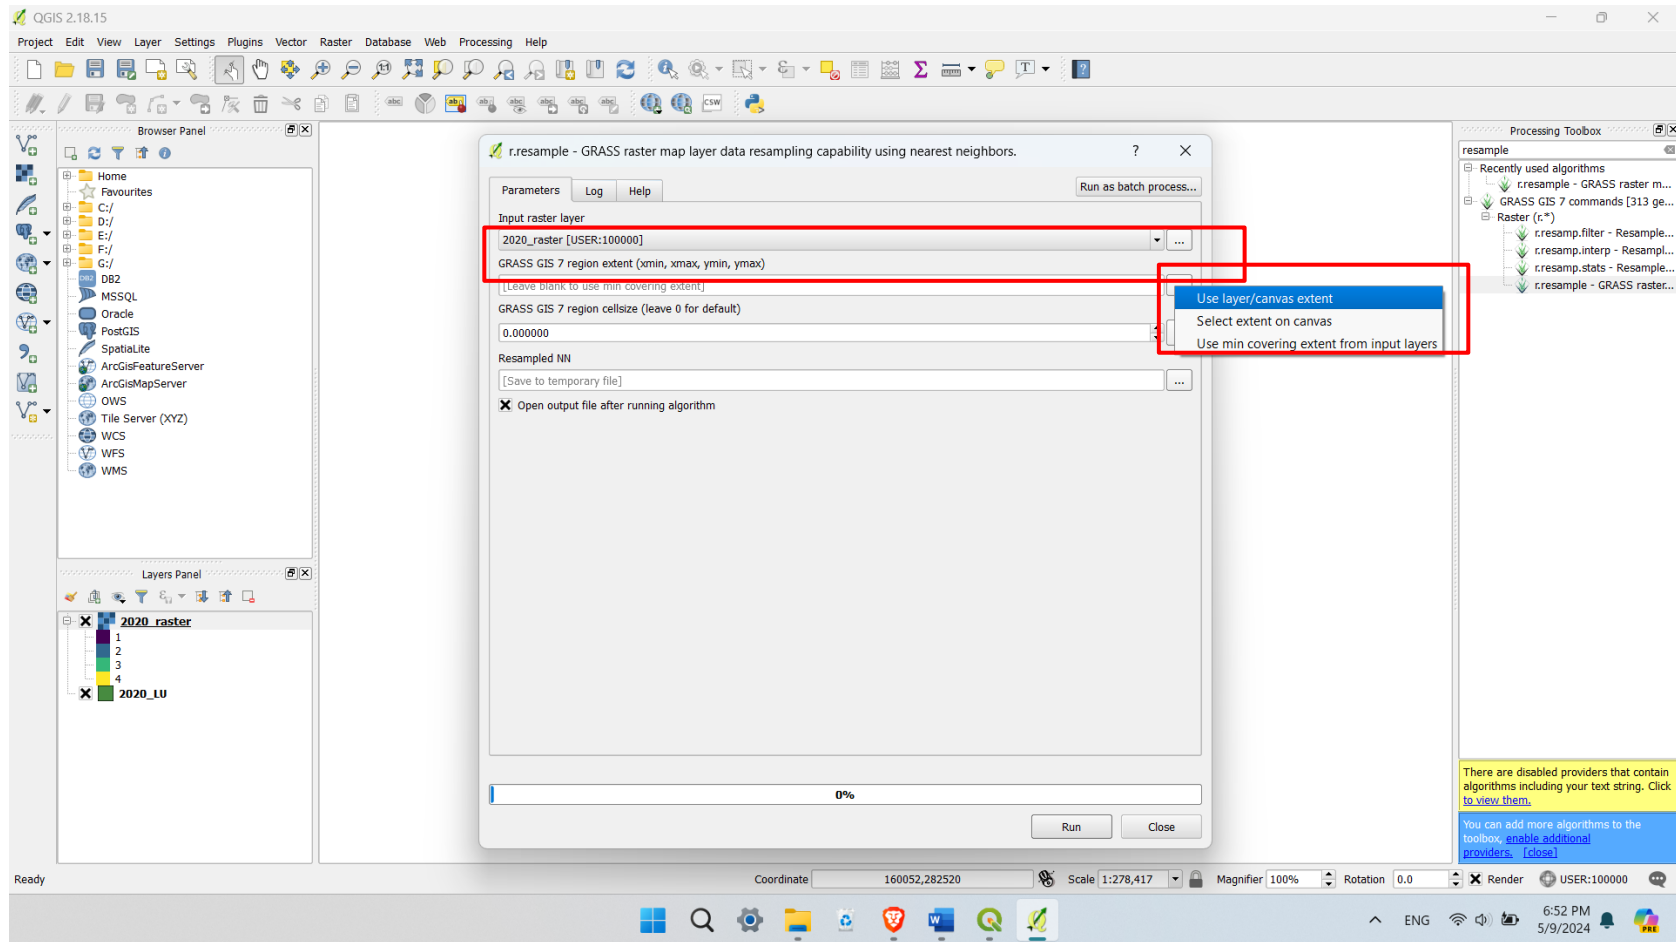 QGIS 2.18.15
Project Edit View Layer Settings Plugins Vector Raster Database Web Processing Help
Browser Panel
Home
Favourites
C:/
D:/
E:/
F:/
G:/
DB2
MSSQL
Oracle
PostGIS
SpatiaLite
ArcGisFeatureServer
ArcGisMapServer
OWS
Tile Server (XYZ)
WCS
WFS
WMS
Layers Panel
2020_raster
1
2
3
4
2020_LU
r.resample - GRASS raster map layer data resampling capability using nearest neighbors.
Parameters Log Help
Run as batch process...
Input raster layer
2020_raster [USER:100000]
GRASS GIS 7 region extent (xmin, xmax, ymin, ymax)
[Leave blank to use min covering extent]
GRASS GIS 7 region cellsize (leave 0 for default)
0.000000
Resampled NN
[Save to temporary file]
Open output file after running algorithm
0%
Run Close
Use layer/canvas extent
Select extent on canvas
Use min covering extent from input layers
Processing Toolbox
resample
Recently used algorithms
r.resample - GRASS raster m...
GRASS GIS 7 commands [313 ge...
Raster (r.*)
r.resamp.filter - Resample...
r.resamp.interp - Resampl...
r.resamp.stats - Resample...
r.resample - GRASS raster...
There are disabled providers that contain
algorithms including your text string. Click
to view them.
You can add more algorithms to the
toolbox, enable additional
providers. [close]
Ready
Coordinate 160052,282520 Scale 1:278,417 Magnifier 100% Rotation 0.0 Render USER:100000
ENG
6:52 PM
5/9/2024